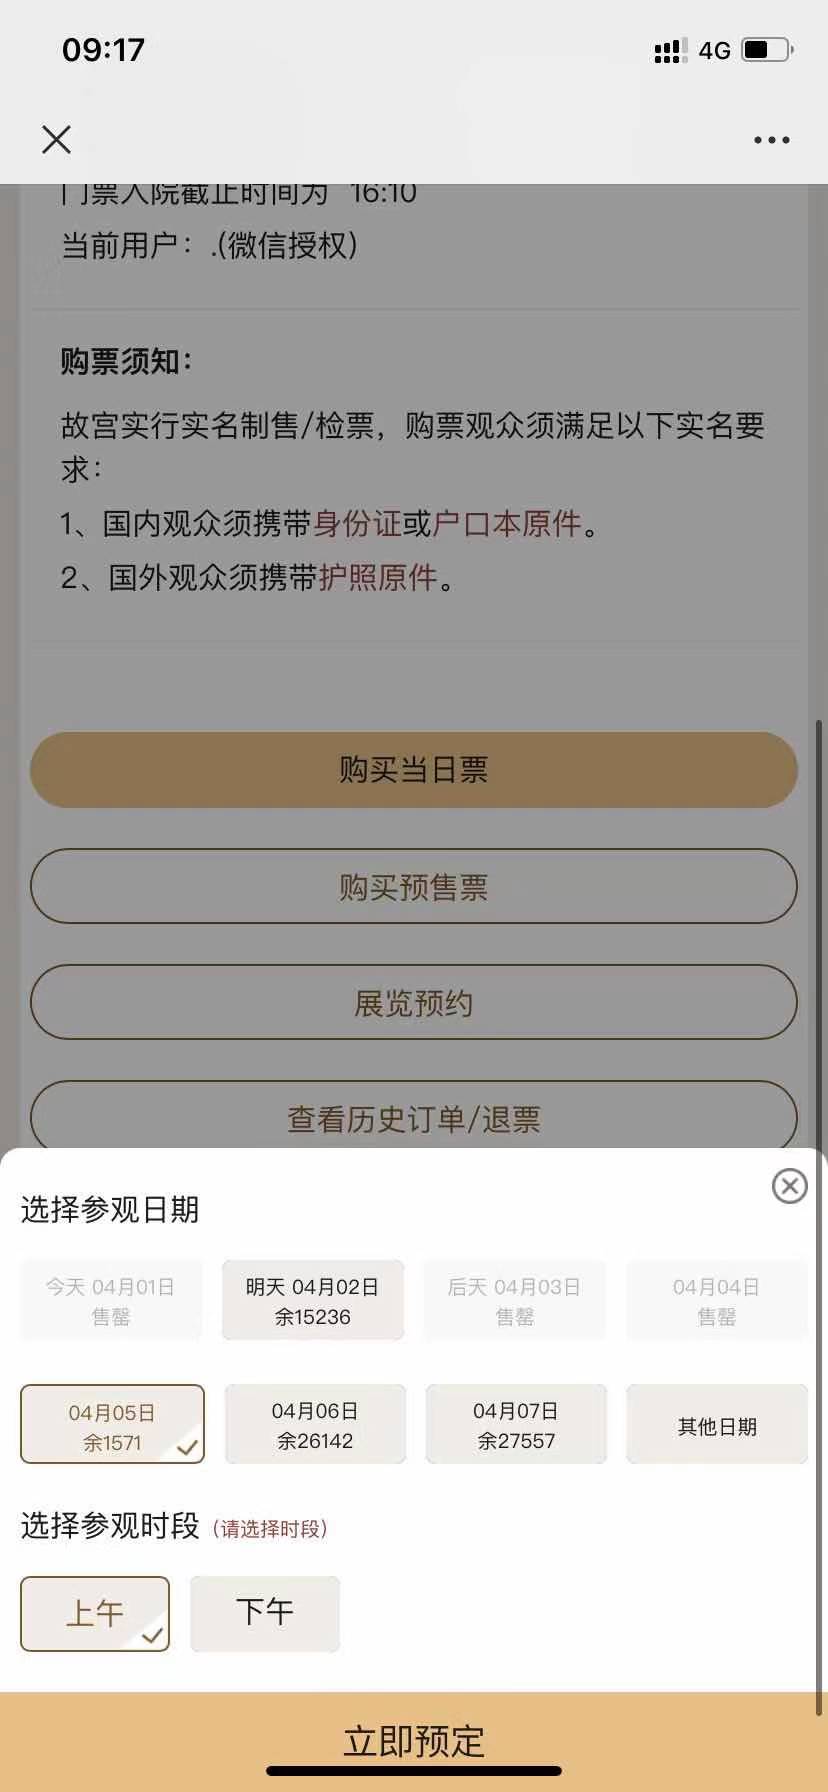 09:17
4G
门票入院截止时间为 16:10
当前用户：.(微信授权)
购票须知：
故宫实行实名制售/检票，购票观众须满足以下实名要
求：
1、国内观众须携带身份证或户口本原件。
2、国外观众须携带护照原件。
购买当日票
购买预售票
展览预约
查看历史订单/退票
选择参观日期
今天 04月01日
售罄
明天 04月02日
余15236
后天 04月03日
售罄
04月04日
售罄
04月05日
余1571
04月06日
余26142
04月07日
余27557
其他日期
选择参观时段（请选择时段）
上午
下午
立即预定